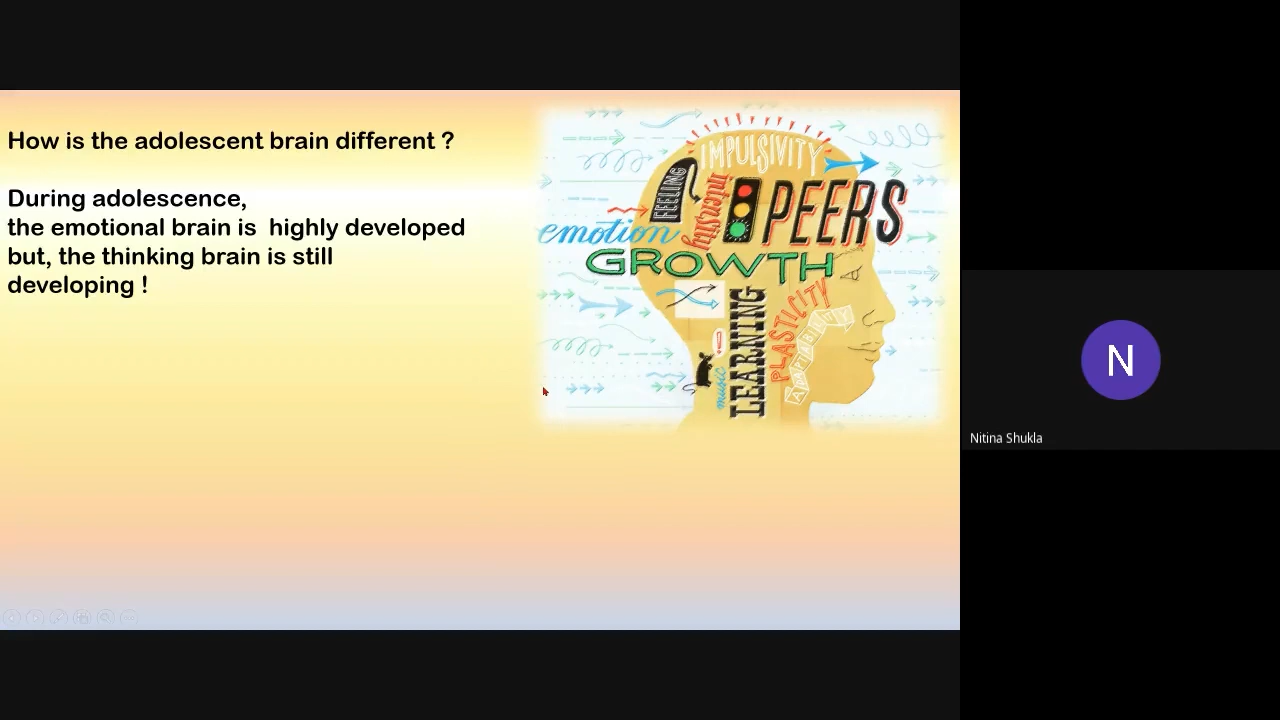 How is the adolescent brain different ?
During adolescence,
the emotional brain is  highly developed
but, the thinking brain is still
developing !
IMPULSIVITY
FEELING
intensity
PEERS
emotion
GROWTH
LEARNING
PLASTICITY
ADAPTABILITY
!
music
N
Nitina Shukla